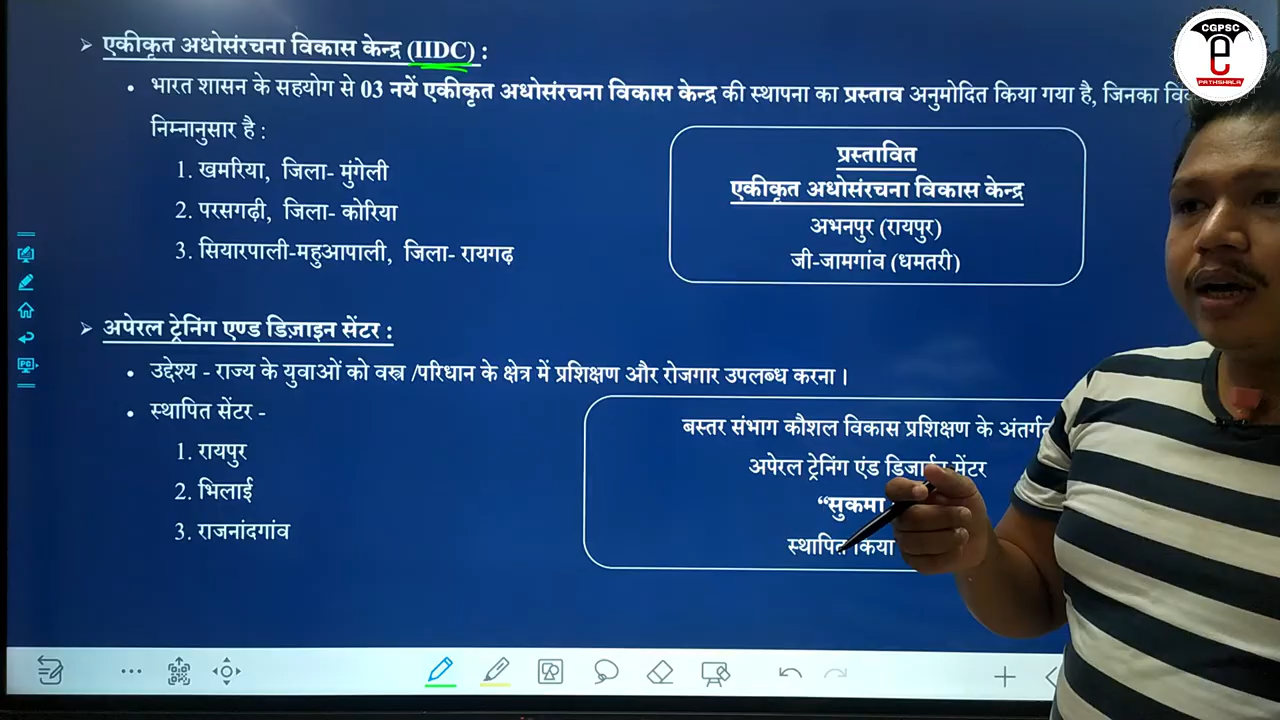 CGPSC
e
PATHSHALA
➢ एकीकृत अधोसंरचना विकास केन्द्र (IIDC) :
• भारत शासन के सहयोग से 03 नयें एकीकृत अधोसंरचना विकास केन्द्र की स्थापना का प्रस्ताव अनुमोदित किया गया है, जिनका
निम्नानुसार है :
1. खमरिया, जिला- मुंगेली
2. परसगढ़ी, जिला- कोरिया
3. सियारपाली-महुआपाली, जिला- रायगढ़
प्रस्तावित
एकीकृत अधोसंरचना विकास केन्द्र
अभनपुर (रायपुर)
जी-जामगांव (धमतरी)
➢ अपेरल ट्रेनिंग एण्ड डिज़ाइन सेंटर :
• उद्देश्य - राज्य के युवाओं को वस्त्र /परिधान के क्षेत्र में प्रशिक्षण और रोजगार उपलब्ध करना ।
• स्थापित सेंटर -
1. रायपुर
2. भिलाई
3. राजनांदगांव
बस्तर संभाग कौशल विकास प्रशिक्षण के अंतर्गत
अपेरल ट्रेनिंग एंड डिजाईन सेंटर
“सुकमा
स्थापित किया